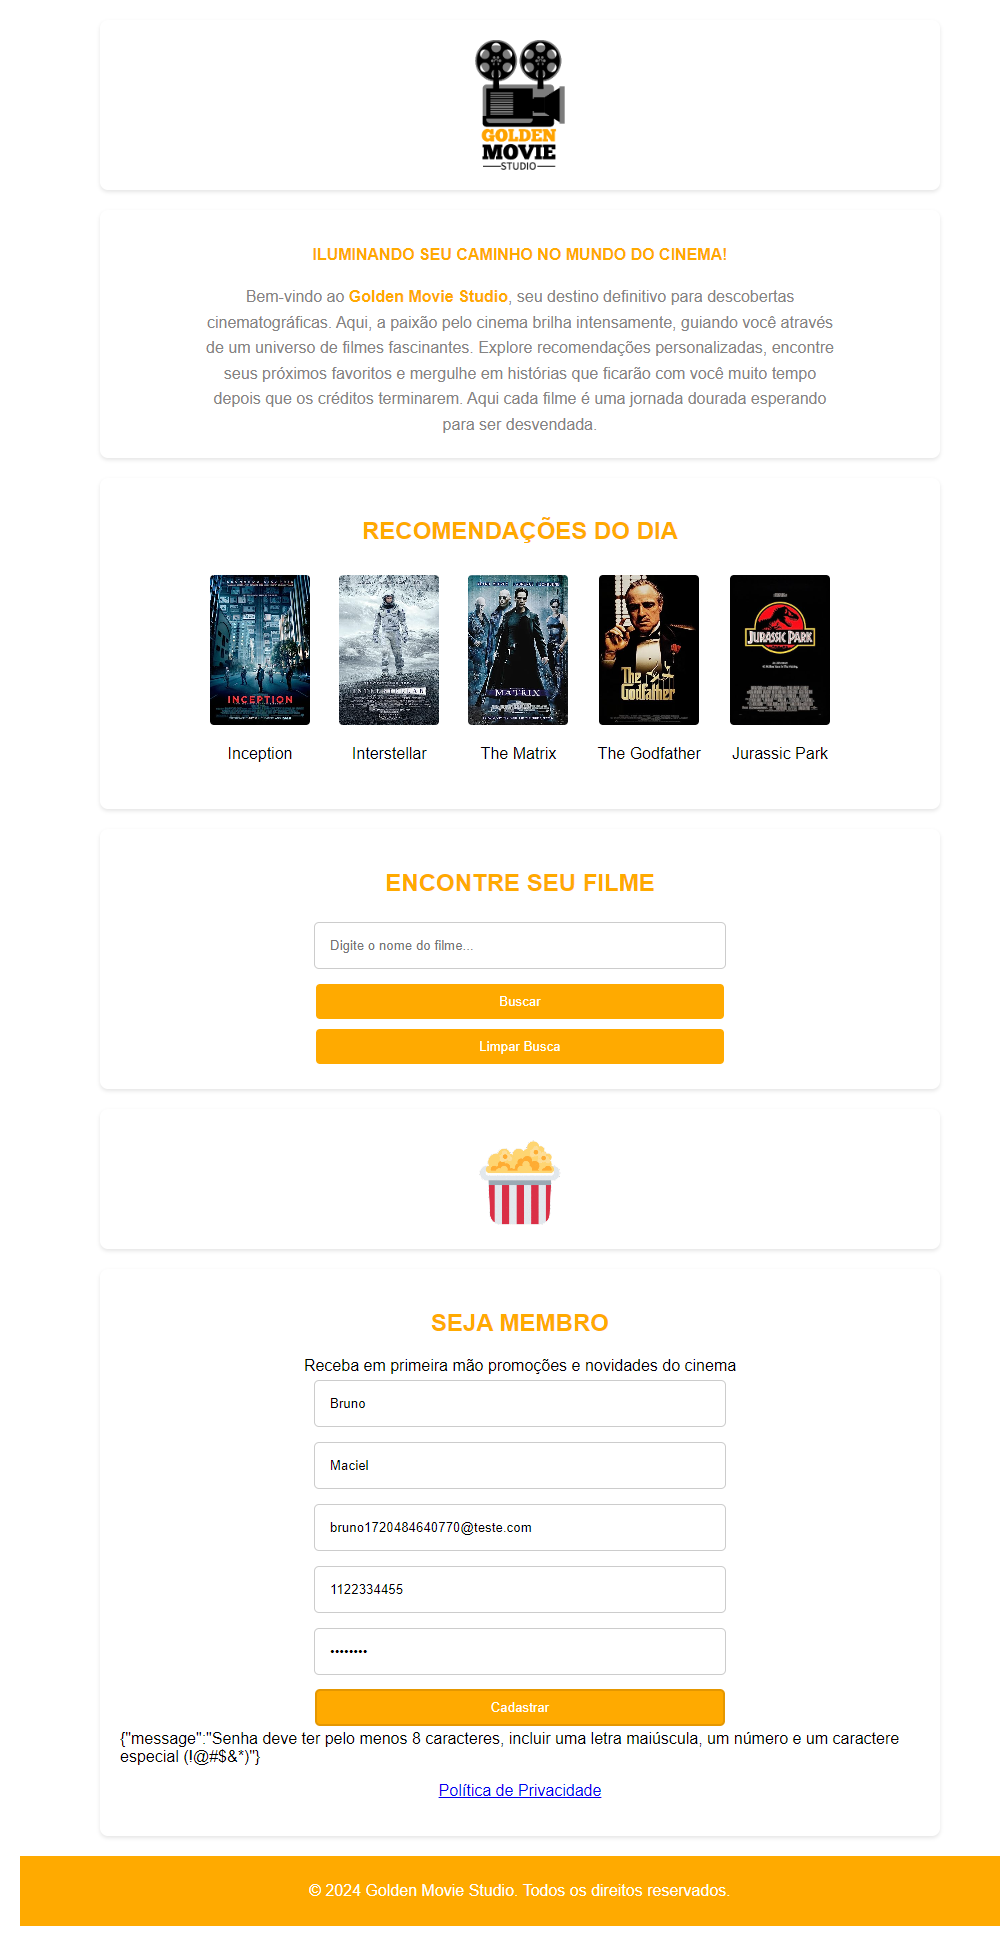 GOLDEN
MOVIE
STUDIO
ILUMINANDO SEU CAMINHO NO MUNDO DO CINEMA!
Bem-vindo ao Golden Movie Studio, seu destino definitivo para descobertas
cinematográficas. Aqui, a paixão pelo cinema brilha intensamente, guiando você através
de um universo de filmes fascinantes. Explore recomendações personalizadas, encontre
seus próximos favoritos e mergulhe em histórias que ficarão com você muito tempo
depois que os créditos terminarem. Aqui cada filme é uma jornada dourada esperando
para ser desvendada.
RECOMENDAÇÕES DO DIA
INCEPTION
INTERSTELLAR
MATRIX
The
Godfather
JURASSIC PARK
Inception
Interstellar
The Matrix
The Godfather
Jurassic Park
ENCONTRE SEU FILME
Digite o nome do filme...
Buscar
Limpar Busca
SEJA MEMBRO
Receba em primeira mão promoções e novidades do cinema
Bruno
Maciel
bruno1720484640770@teste.com
1122334455
••••••••
Cadastrar
{"message":"Senha deve ter pelo menos 8 caracteres, incluir uma letra maiúscula, um número e um caractere
especial (!@#$&*)"}
Política de Privacidade
© 2024 Golden Movie Studio. Todos os direitos reservados.